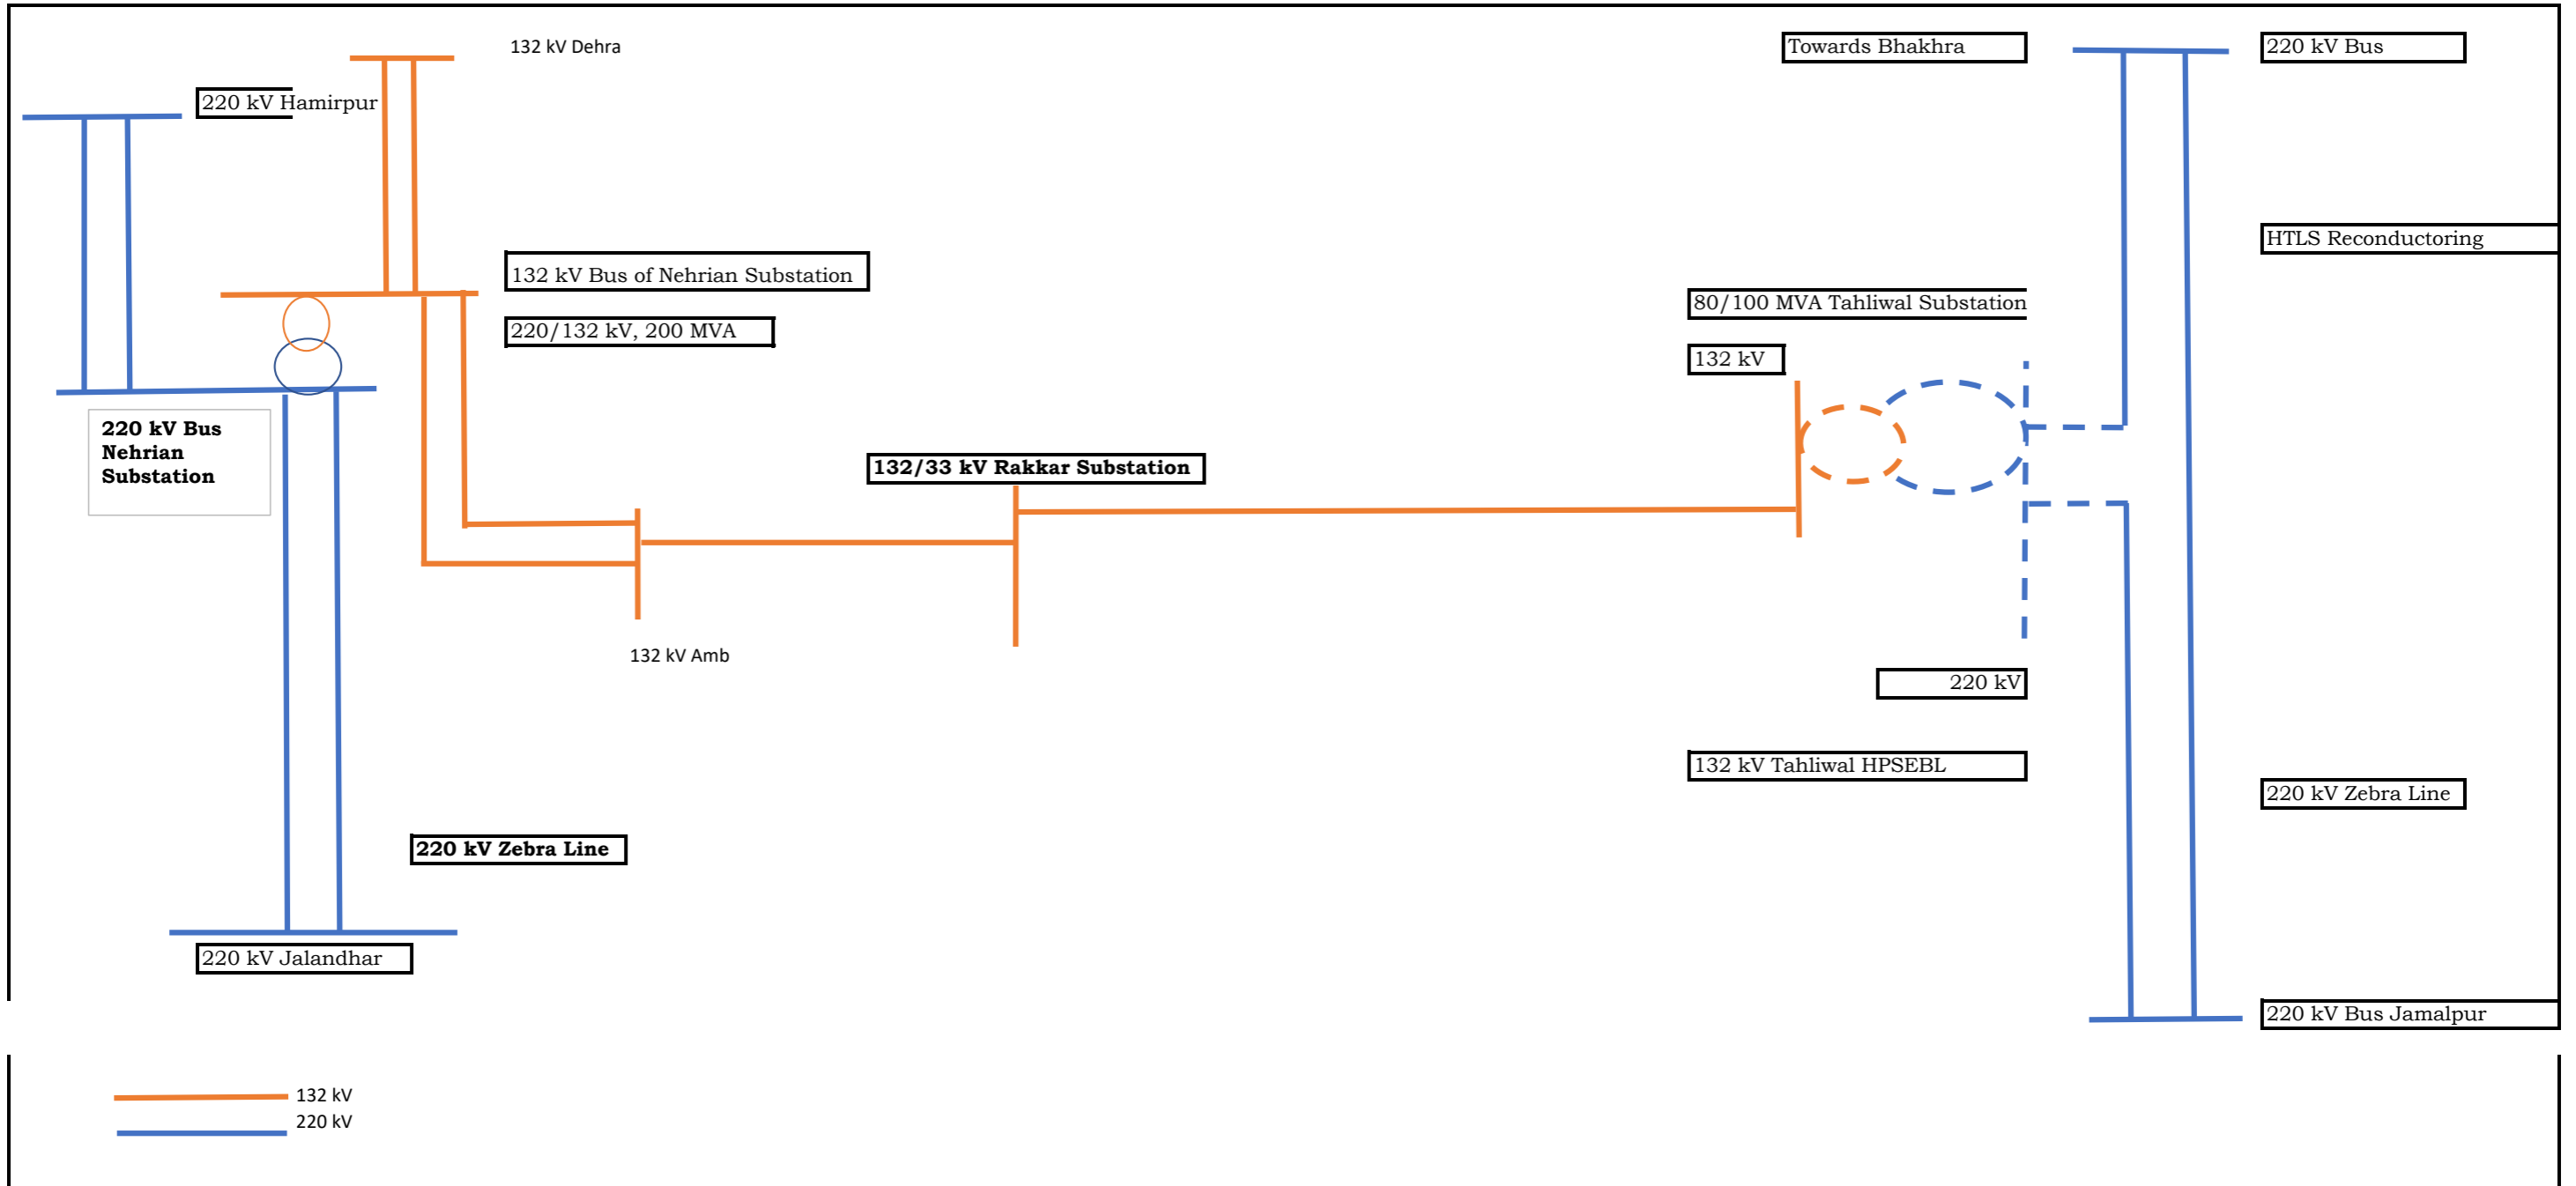 132 kV Dehra
Towards Bhakhra
220 kV Bus
220 kV Hamirpur
HTLS Reconductoring
132 kV Bus of Nehrian Substation
80/100 MVA Tahliwal Substation
220/132 kV, 200 MVA
132 kV
220 kV Bus
Nehrian
Substation
132/33 kV Rakkar Substation
132 kV Amb
220 kV
132 kV Tahliwal HPSEBL
220 kV Zebra Line
220 kV Zebra Line
220 kV Jalandhar
220 kV Bus Jamalpur
132 kV
220 kV